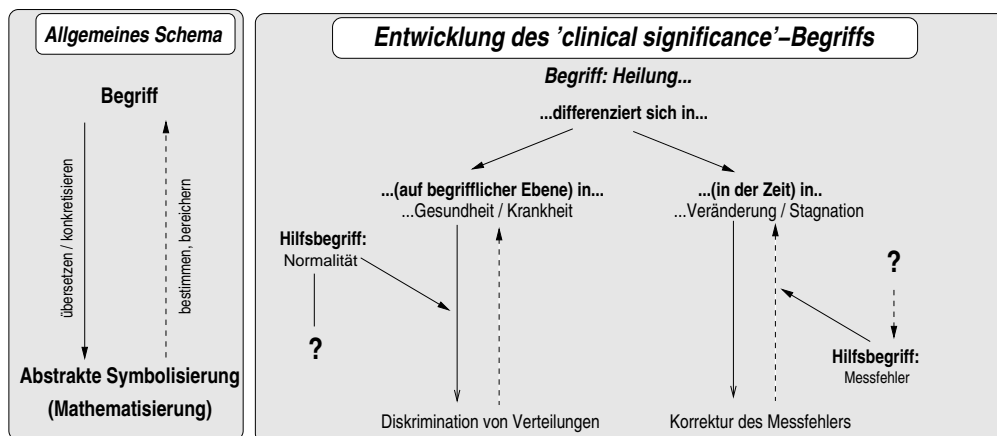 Allgemeines Schema
Begriff
übersetzen / konkretisieren
bestimmen, bereichern
Abstrakte Symbolisierung
(Mathematisierung)
Entwicklung des 'clinical significance'–Begriffs
Begriff: Heilung...
...differenziert sich in...
...(auf begrifflicher Ebene) in...
...Gesundheit / Krankheit
...(in der Zeit) in..
...Veränderung / Stagnation
Hilfsbegriff:
Normalität
?
?
Hilfsbegriff:
Messfehler
Diskrimination von Verteilungen
Korrektur des Messfehlers